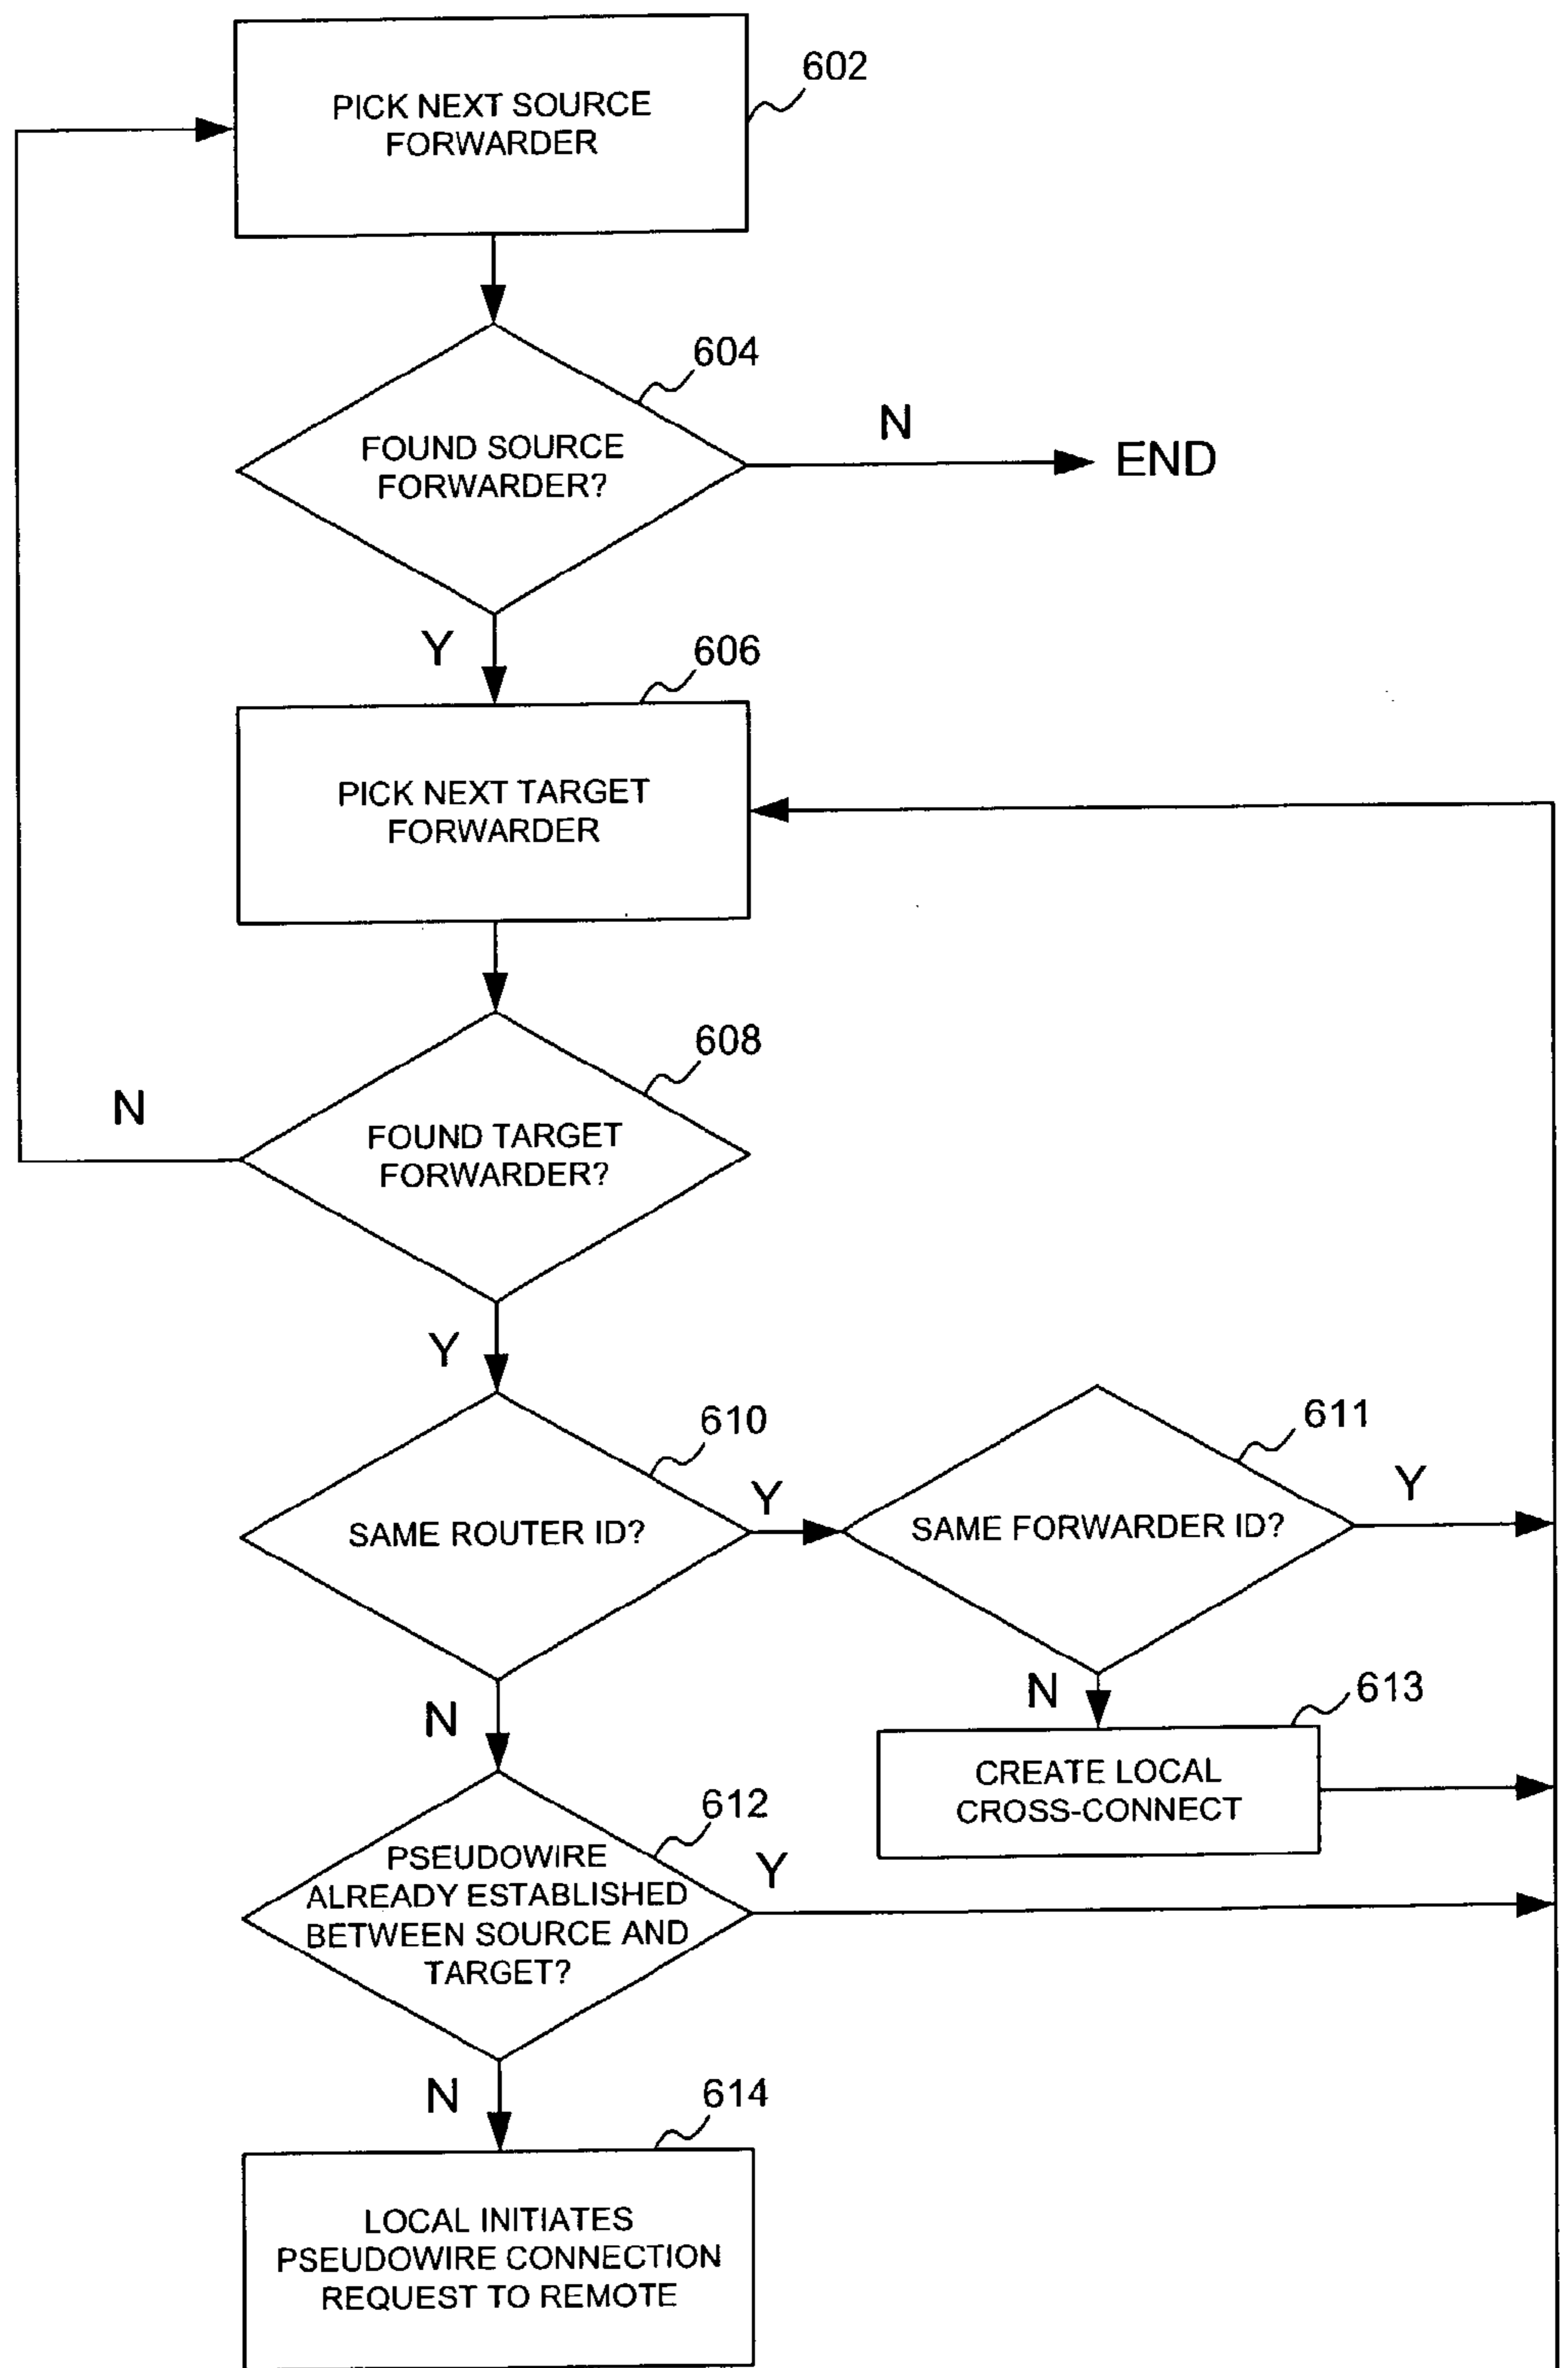 PICK NEXT SOURCE
FORWARDER
602
604
FOUND SOURCE
FORWARDER?
N
END
Y
606
PICK NEXT TARGET
FORWARDER
608
N
FOUND TARGET
FORWARDER?
Y
610
SAME ROUTER ID?
Y
611
SAME FORWARDER ID?
Y
N
N
613
CREATE LOCAL
CROSS-CONNECT
612
PSEUDOWIRE
ALREADY ESTABLISHED
BETWEEN SOURCE AND
TARGET?
Y
N
614
LOCAL INITIATES
PSEUDOWIRE CONNECTION
REQUEST TO REMOTE